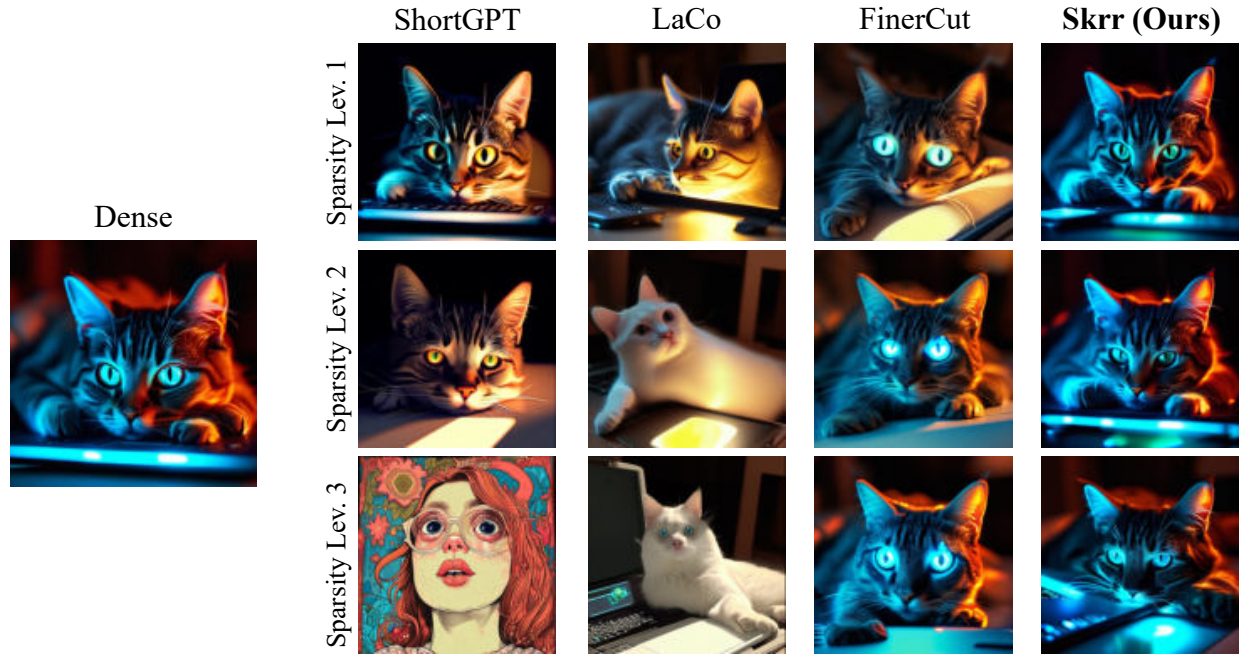 ShortGPT LaCo FinerCut Skrr (Ours)
Sparsity Lev. 1
Dense
Sparsity Lev. 2
Sparsity Lev. 3